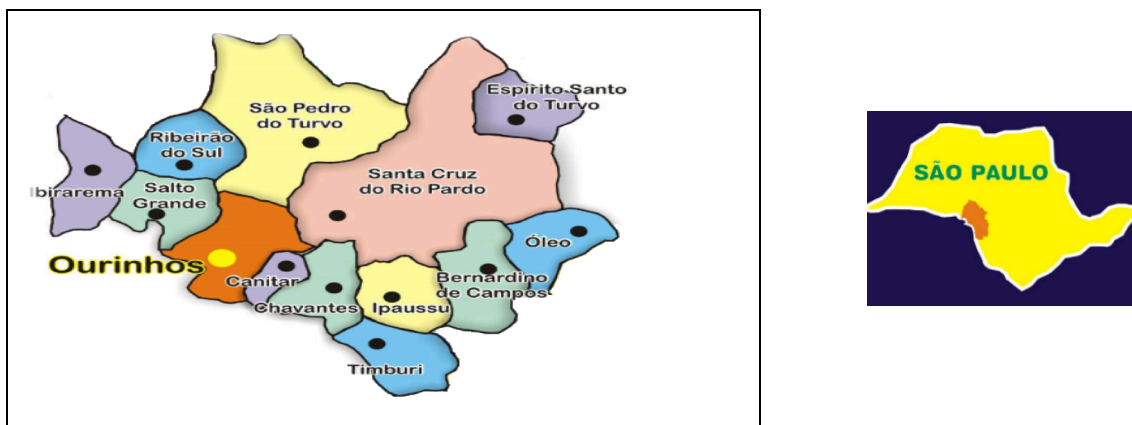 Espírito Santo
do Turvo
São Pedro
do Turvo
Ribeirão
do Sul
Santa Cruz
do Rio Pardo
Ibirarema
Salto
Grande
Óleo
Ourinhos
Canitar
Bernardino
de Campos
Chavantes
Ipaussu
Timburi
SÃO PAULO